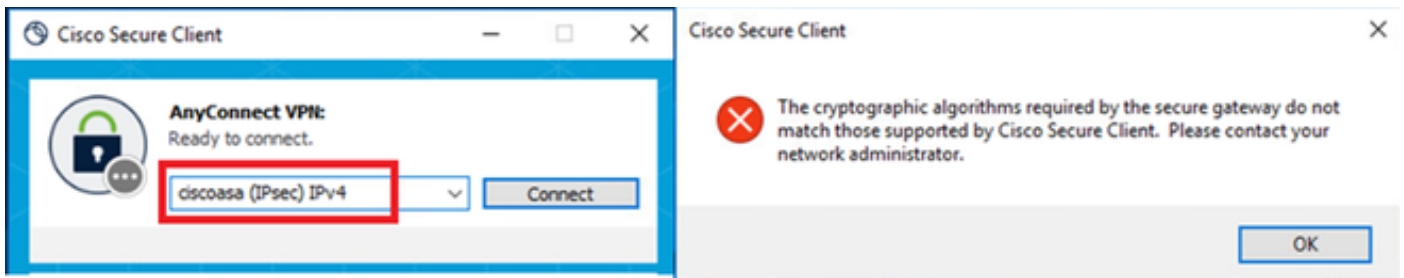 Cisco Secure Client
AnyConnect VPN:
Ready to connect.
ciscoasa (IPsec) IPv4
Connect
Cisco Secure Client
The cryptographic algorithms required by the secure gateway do not
match those supported by Cisco Secure Client. Please contact your
network administrator.
OK